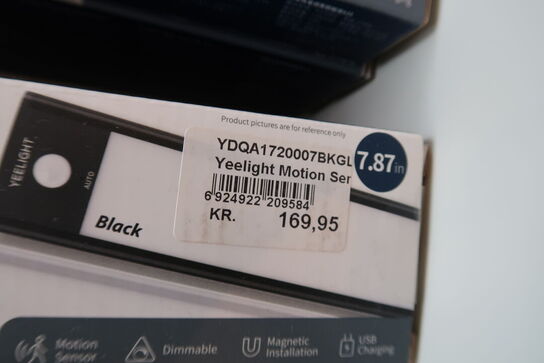 Product pictures are for reference only
YDQA1720007BKGL
Yeelight Motion Ser
7.87in
6 924922 209584
KR. 169,95
YEELIGHT
AUTO
Black
Motion
Sensor
Dimmable
Magnetic
Installation
USB
Charging